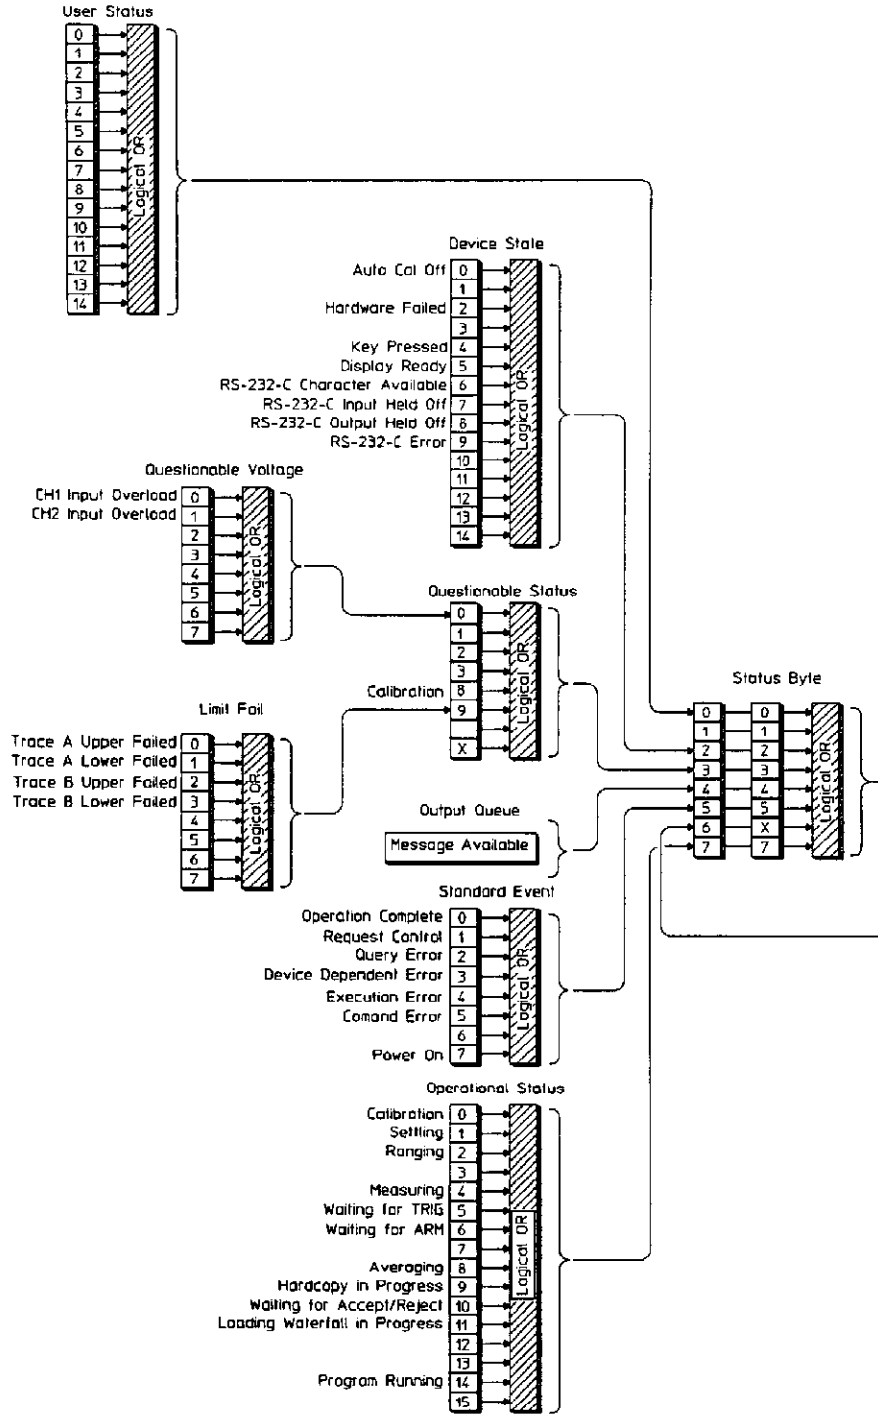 User Status
0
1
2
3
4
5
6
7
8
9
10
11
12
13
14
Logical OR
Device State
Auto Cal Off 0
1
Hardware Failed 2
3
Key Pressed 4
Display Ready 5
RS-232-C Character Available 6
RS-232-C Input Held Off 7
RS-232-C Output Held Off 8
RS-232-C Error 9
10
11
12
13
14
Logical OR
Questionable Voltage
CH1 Input Overload 0
CH2 Input Overload 1
2
3
4
5
6
7
Logical OR
Questionable Status
0
1
2
3
Calibration 8
9
X
Logical OR
Limit Fail
Trace A Upper Failed 0
Trace A Lower Failed 1
Trace B Upper Failed 2
Trace B Lower Failed 3
4
5
6
7
Logical OR
Status Byte
0 0
1 1
2 2
3 3
4 4
5 5
6 X
7 7
Logical OR
Output Queue
Message Available
Standard Event
Operation Complete 0
Request Control 1
Query Error 2
Device Dependent Error 3
Execution Error 4
Comand Error 5
6
Power On 7
Logical OR
Operational Status
Calibration 0
Settling 1
Ranging 2
3
Measuring 4
Waiting for TRIG 5
Waiting for ARM 6
7
Averaging 8
Hardcopy in Progress 9
Waiting for Accept/Reject 10
Loading Waterfall in Progress 11
12
13
Program Running 14
15
Logical OR